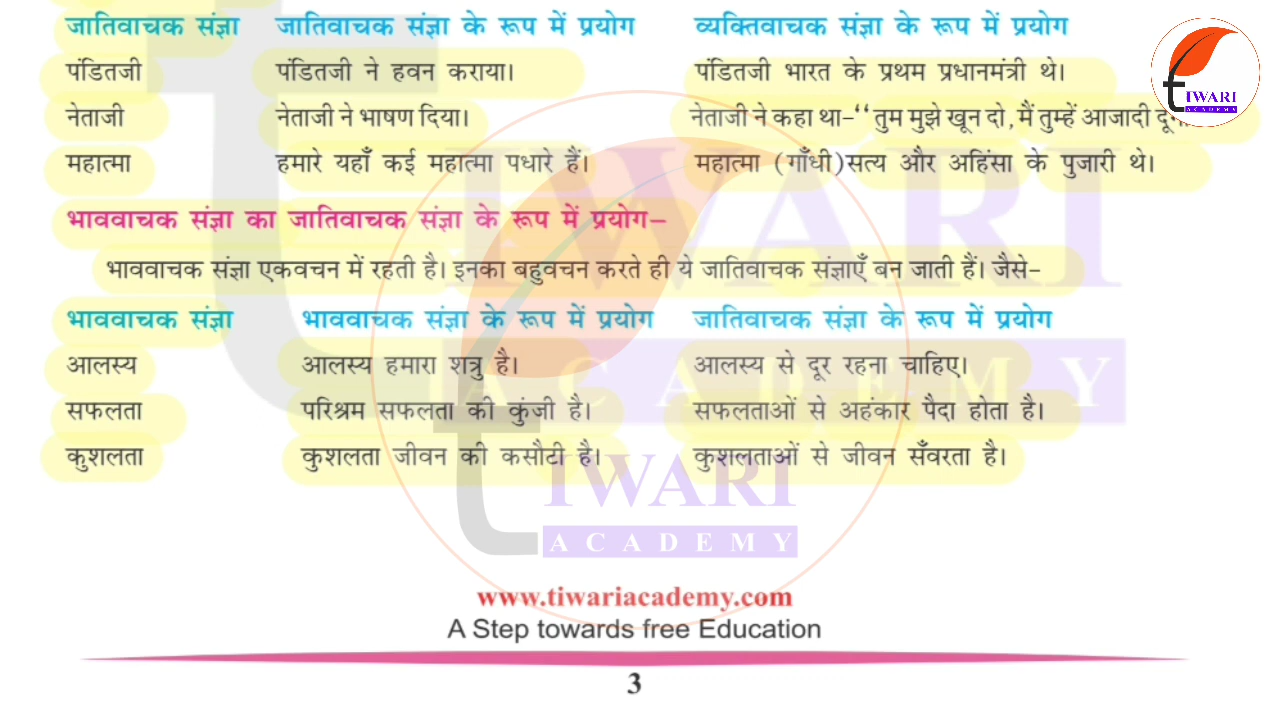 जातिवाचक संज्ञा जातिवाचक संज्ञा के रूप में प्रयोग व्यक्तिवाचक संज्ञा के रूप में प्रयोग
पंडितजी पंडितजी ने हवन कराया। पंडितजी भारत के प्रथम प्रधानमंत्री थे।
नेताजी नेताजी ने भाषण दिया। नेताजी ने कहा था–“तुम मुझे खून दो, मैं तुम्हें आजादी दूँगा
महात्मा हमारे यहाँ कई महात्मा पधारे हैं। महात्मा (गाँधी) सत्य और अहिंसा के पुजारी थे।
भाववाचक संज्ञा का जातिवाचक संज्ञा के रूप में प्रयोग–
भाववाचक संज्ञा एकवचन में रहती है। इनका बहुवचन करते ही ये जातिवाचक संज्ञाएँ बन जाती हैं। जैसे–
भाववाचक संज्ञा भाववाचक संज्ञा के रूप में प्रयोग जातिवाचक संज्ञा के रूप में प्रयोग
आलस्य आलस्य हमारा शत्रु है। आलस्य से दूर रहना चाहिए।
सफलता परिश्रम सफलता की कुंजी है। सफलताओं से अहंकार पैदा होता है।
कुशलता कुशलता जीवन की कसौटी है। कुशलताओं से जीवन सँवरता है।
tIWARI
ACADEMY
tIWARI
ACADEMY
tIWARI
ACADEMY
www.tiwariacademy.com
A Step towards free Education
3